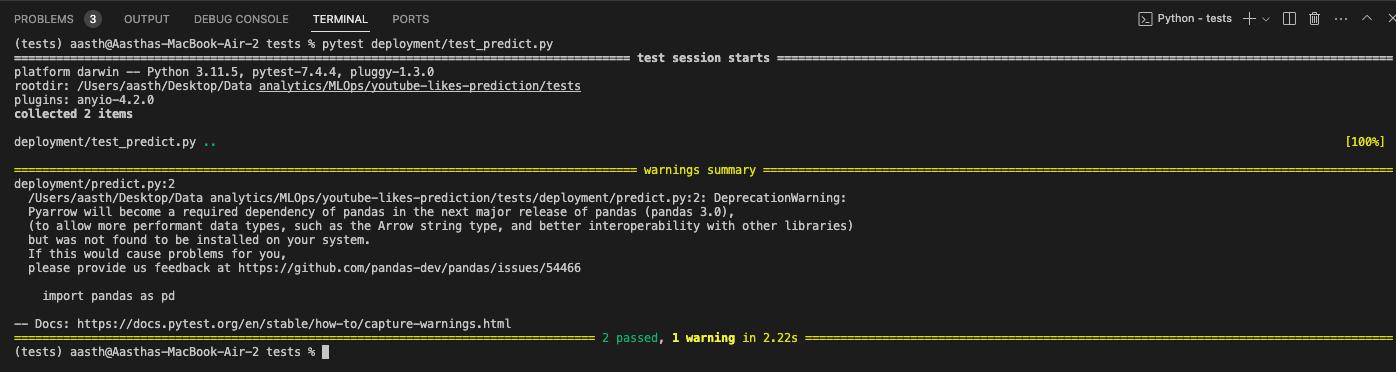 PROBLEMS 3 OUTPUT DEBUG CONSOLE TERMINAL PORTS Python - tests
(tests) aasth@Aasthas-MacBook-Air-2 tests % pytest deployment/test_predict.py
test session starts
platform darwin -- Python 3.11.5, pytest-7.4.4, pluggy-1.3.0
rootdir: /Users/aasth/Desktop/Data analytics/MLOps/youtube-likes-prediction/tests
plugins: anyio-4.2.0
collected 2 items
deployment/test_predict.py .. [100%]
warnings summary
deployment/predict.py:2
/Users/aasth/Desktop/Data analytics/MLOps/youtube-likes-prediction/tests/deployment/predict.py:2: DeprecationWarning:
Pyarrow will become a required dependency of pandas in the next major release of pandas (pandas 3.0),
(to allow more performant data types, such as the Arrow string type, and better interoperability with other libraries)
but was not found to be installed on your system.
If this would cause problems for you,
please provide us feedback at https://github.com/pandas-dev/pandas/issues/54466
import pandas as pd
-- Docs: https://docs.pytest.org/en/stable/how-to/capture-warnings.html
2 passed, 1 warning in 2.22s
(tests) aasth@Aasthas-MacBook-Air-2 tests %